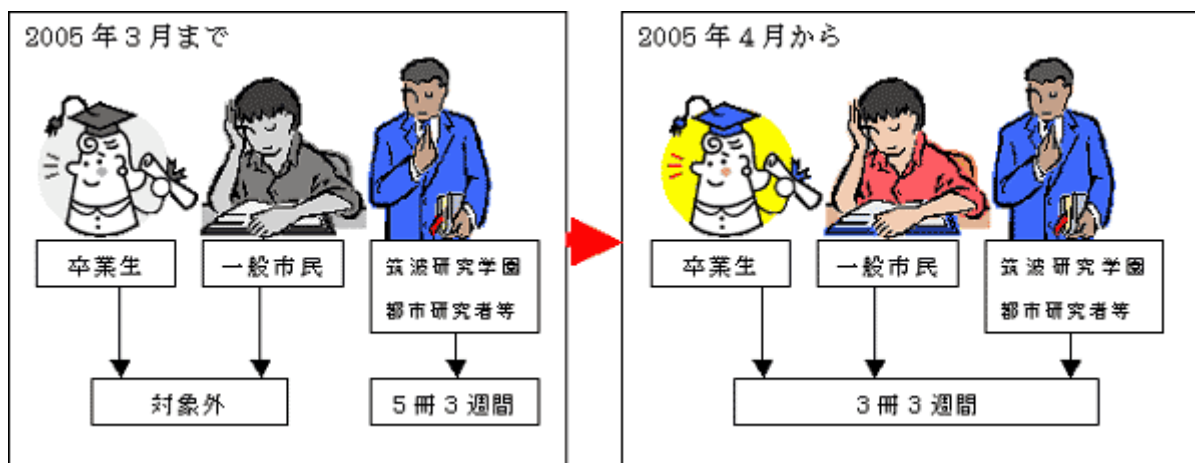 2005年3月まで
卒業生
一般市民
筑波研究学園
都市研究者等
対象外
5冊3週間
2005年4月から
卒業生
一般市民
筑波研究学園
都市研究者等
3冊3週間